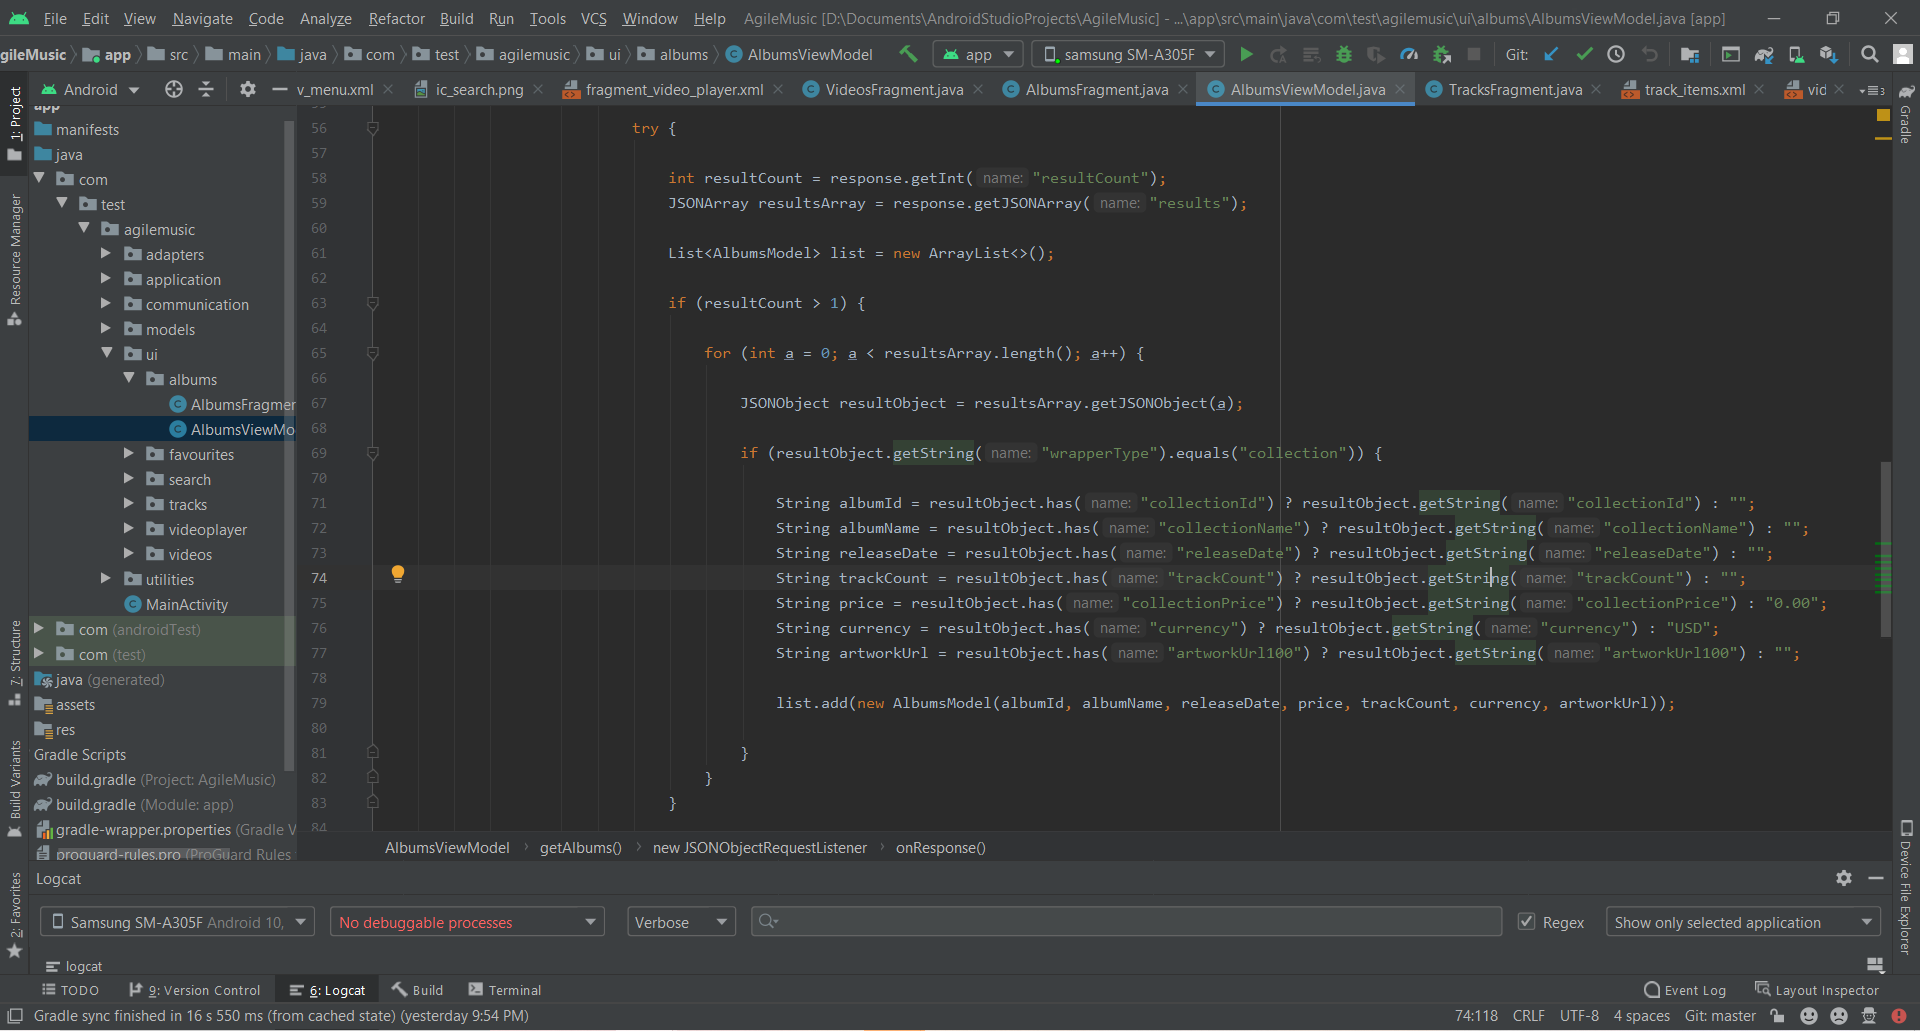 File Edit View Navigate Code Analyze Refactor Build Run Tools VCS Window Help AgileMusic [D:\Documents\AndroidStudioProjects\AgileMusic] - ...\app\src\main\java\com\test\agilemusic\ui\albums\AlbumsViewModel.java [app]
gileMusic app src main java com test agilemusic ui albums AlbumsViewModel app samsung SM-A305F Git:
Android v_menu.xml ic_search.png fragment_video_player.xml VideosFragment.java AlbumsFragment.java AlbumsViewModel.java TracksFragment.java track_items.xml vid 3
1: Project
Resource Manager
7: Structure
Build Variants
2: Favorites
app
manifests
java
com
test
agilemusic
adapters
application
communication
models
ui
albums
AlbumsFragmer
AlbumsViewMo
favourites
search
tracks
videoplayer
videos
utilities
MainActivity
com (androidTest)
com (test)
java (generated)
assets
res
Gradle Scripts
build.gradle (Project: AgileMusic)
build.gradle (Module: app)
gradle-wrapper.properties (Gradle V
proguard-rules.pro (ProGuard Rules
55
56 try {
57
58 int resultCount = response.getInt( name: "resultCount");
59 JSONArray resultsArray = response.getJSONArray( name: "results");
60
61 List<AlbumsModel> list = new ArrayList<>();
62
63 if (resultCount > 1) {
64
65 for (int a = 0; a < resultsArray.length(); a++) {
66
67 JSONObject resultObject = resultsArray.getJSONObject(a);
68
69 if (resultObject.getString( name: "wrapperType").equals("collection")) {
70
71 String albumId = resultObject.has( name: "collectionId") ? resultObject.getString( name: "collectionId") : "";
72 String albumName = resultObject.has( name: "collectionName") ? resultObject.getString( name: "collectionName") : "";
73 String releaseDate = resultObject.has( name: "releaseDate") ? resultObject.getString( name: "releaseDate") : "";
74 String trackCount = resultObject.has( name: "trackCount") ? resultObject.getString( name: "trackCount") : "";
75 String price = resultObject.has( name: "collectionPrice") ? resultObject.getString( name: "collectionPrice") : "0.00";
76 String currency = resultObject.has( name: "currency") ? resultObject.getString( name: "currency") : "USD";
77 String artworkUrl = resultObject.has( name: "artworkUrl100") ? resultObject.getString( name: "artworkUrl100") : "";
78
79 list.add(new AlbumsModel(albumId, albumName, releaseDate, price, trackCount, currency, artworkUrl));
80
81 }
82 }
83 }
84
Gradle
Device File Explorer
AlbumsViewModel getAlbums() new JSONObjectRequestListener onResponse()
Logcat
Samsung SM-A305F Android 10, No debuggable processes Verbose Regex Show only selected application
logcat
TODO 9: Version Control 6: Logcat Build Terminal Event Log Layout Inspector
Gradle sync finished in 16 s 550 ms (from cached state) (yesterday 9:54 PM) 74:118 CRLF UTF-8 4 spaces Git: master